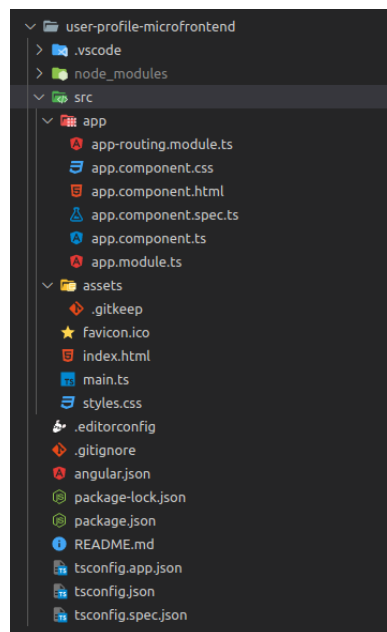 user-profile-microfrontend
.vscode
node_modules
src
app
app-routing.module.ts
app.component.css
app.component.html
app.component.spec.ts
app.component.ts
app.module.ts
assets
.gitkeep
favicon.ico
index.html
main.ts
styles.css
.editorconfig
.gitignore
angular.json
package-lock.json
package.json
README.md
tsconfig.app.json
tsconfig.json
tsconfig.spec.json